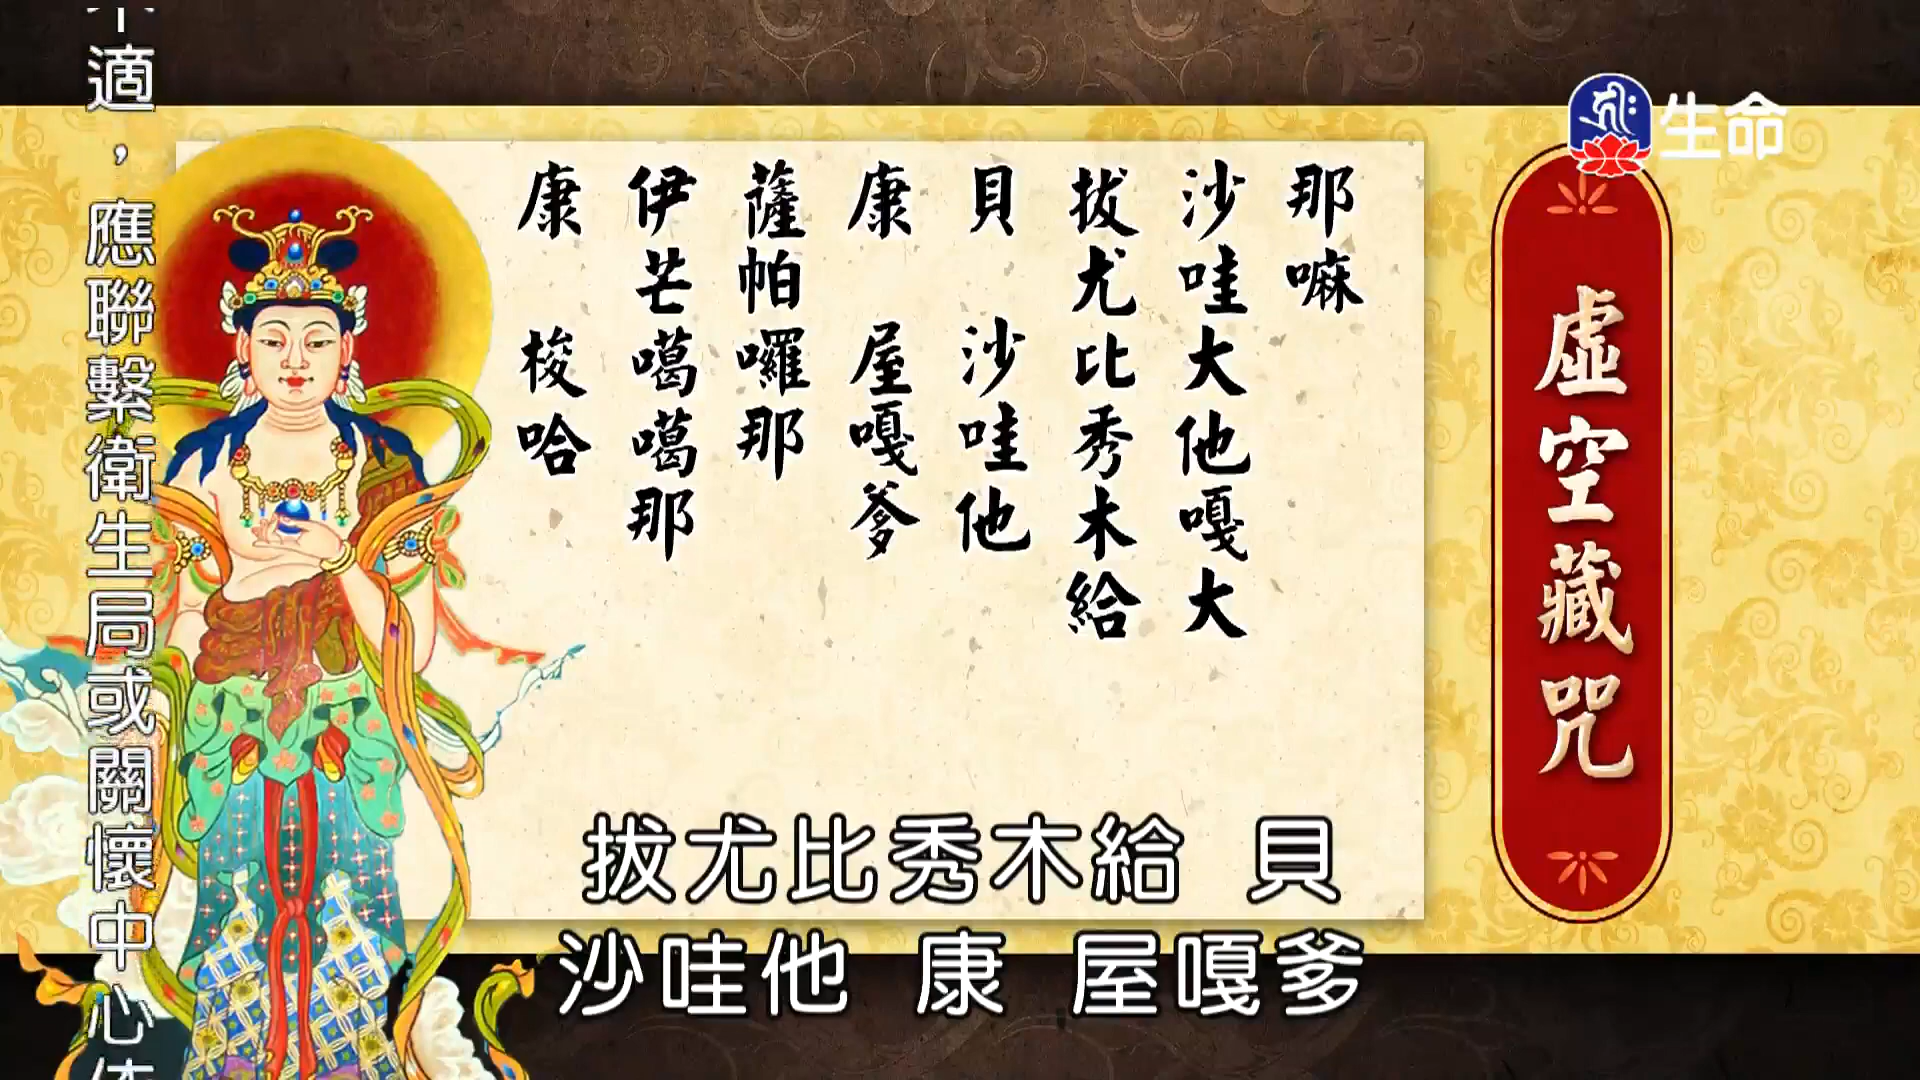 生命
虛空藏咒
那嘛
沙哇大他嘎大
拔尤比秀木給
貝 沙哇他
康 屋嘎爹
薩帕囉那
伊芒噶噶那
康 梭哈
適，應聯繫衛生局或關懷中心
拔尤比秀木給 貝
沙哇他 康 屋嘎爹